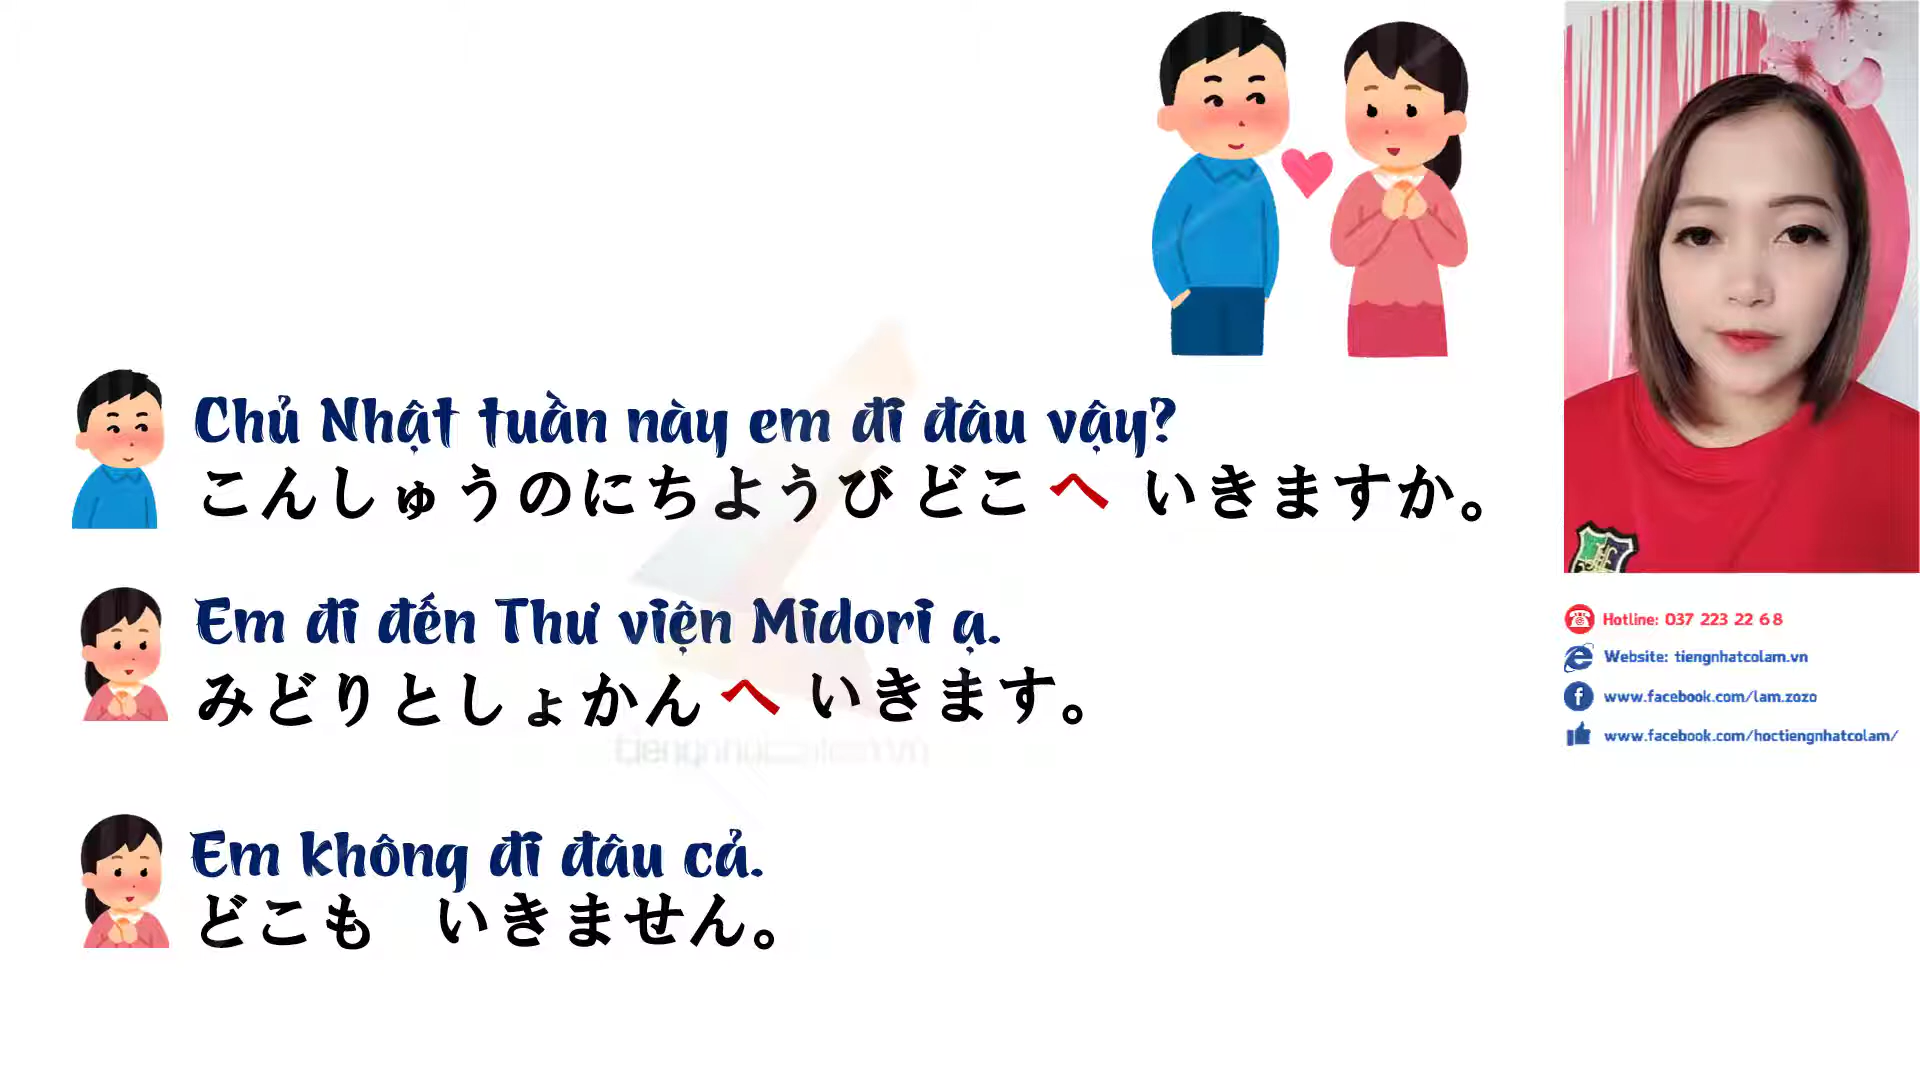 Chủ Nhật tuần này em đi đâu vậy?
こんしゅうのにちようび どこ へ いきますか。
Em đi đến Thư viện Midori ạ.
みどりとしょかん へ いきます。
Em không đi đâu cả.
どこも　いきません。
Hotline: 037 223 22 68
Website: tiengnhatcolam.vn
www.facebook.com/lam.zozo
www.facebook.com/hoctiengnhatcolam/
tiengnhatcolam.vn